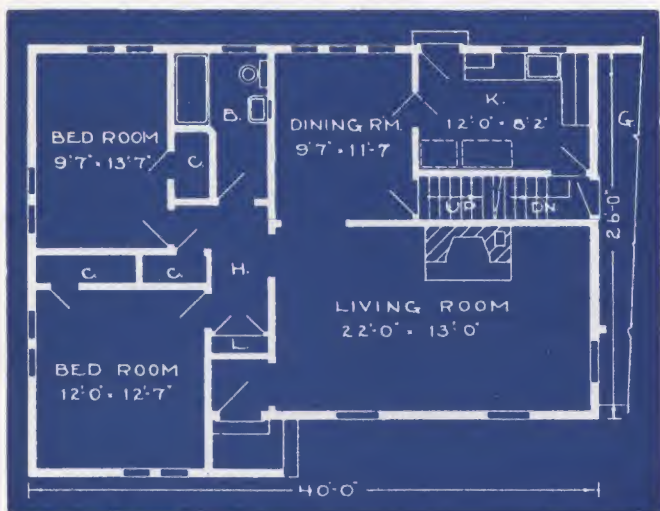 BED ROOM
9'7" × 13'7"
C.
B.
DINING RM.
9'7" × 11'-7
K.
12'0" × 8'2"
G
UP
DN
26'-0"
C.
C.
H.
L.
LIVING ROOM
22'-0" × 13'0"
BED ROOM
12'0" × 12'-7"
40'-0"